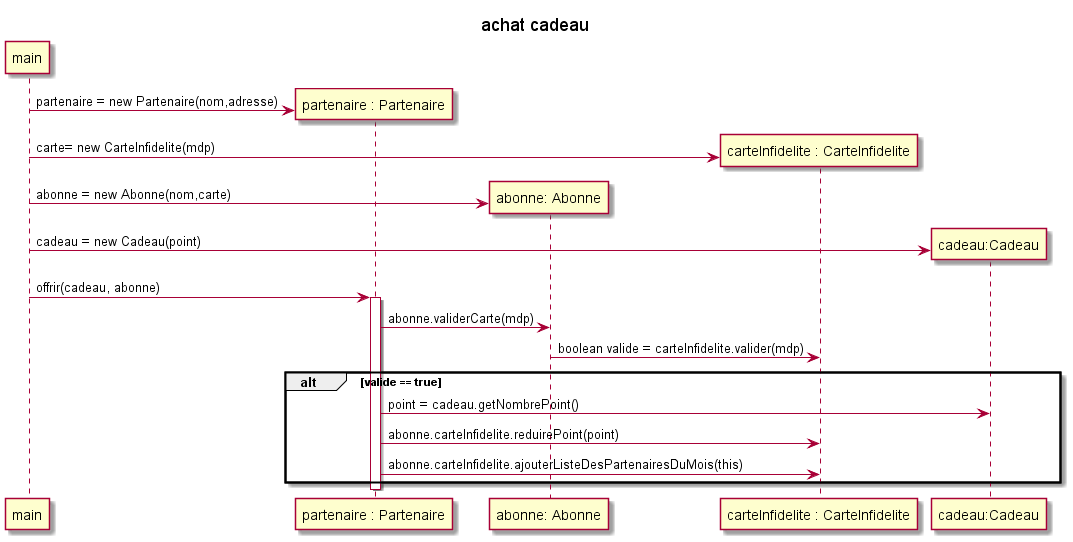 achat cadeau
main
partenaire = new Partenaire(nom,adresse)
partenaire : Partenaire
carte= new CarteInfidelite(mdp)
carteInfidelite : CarteInfidelite
abonne = new Abonne(nom,carte)
abonne: Abonne
cadeau = new Cadeau(point)
cadeau:Cadeau
offrir(cadeau, abonne)
abonne.validerCarte(mdp)
boolean valide = carteInfidelite.valider(mdp)
alt [valide == true]
point = cadeau.getNombrePoint()
abonne.carteInfidelite.reduirePoint(point)
abonne.carteInfidelite.ajouterListeDesPartenairesDuMois(this)
main partenaire : Partenaire abonne: Abonne carteInfidelite : CarteInfidelite cadeau:Cadeau